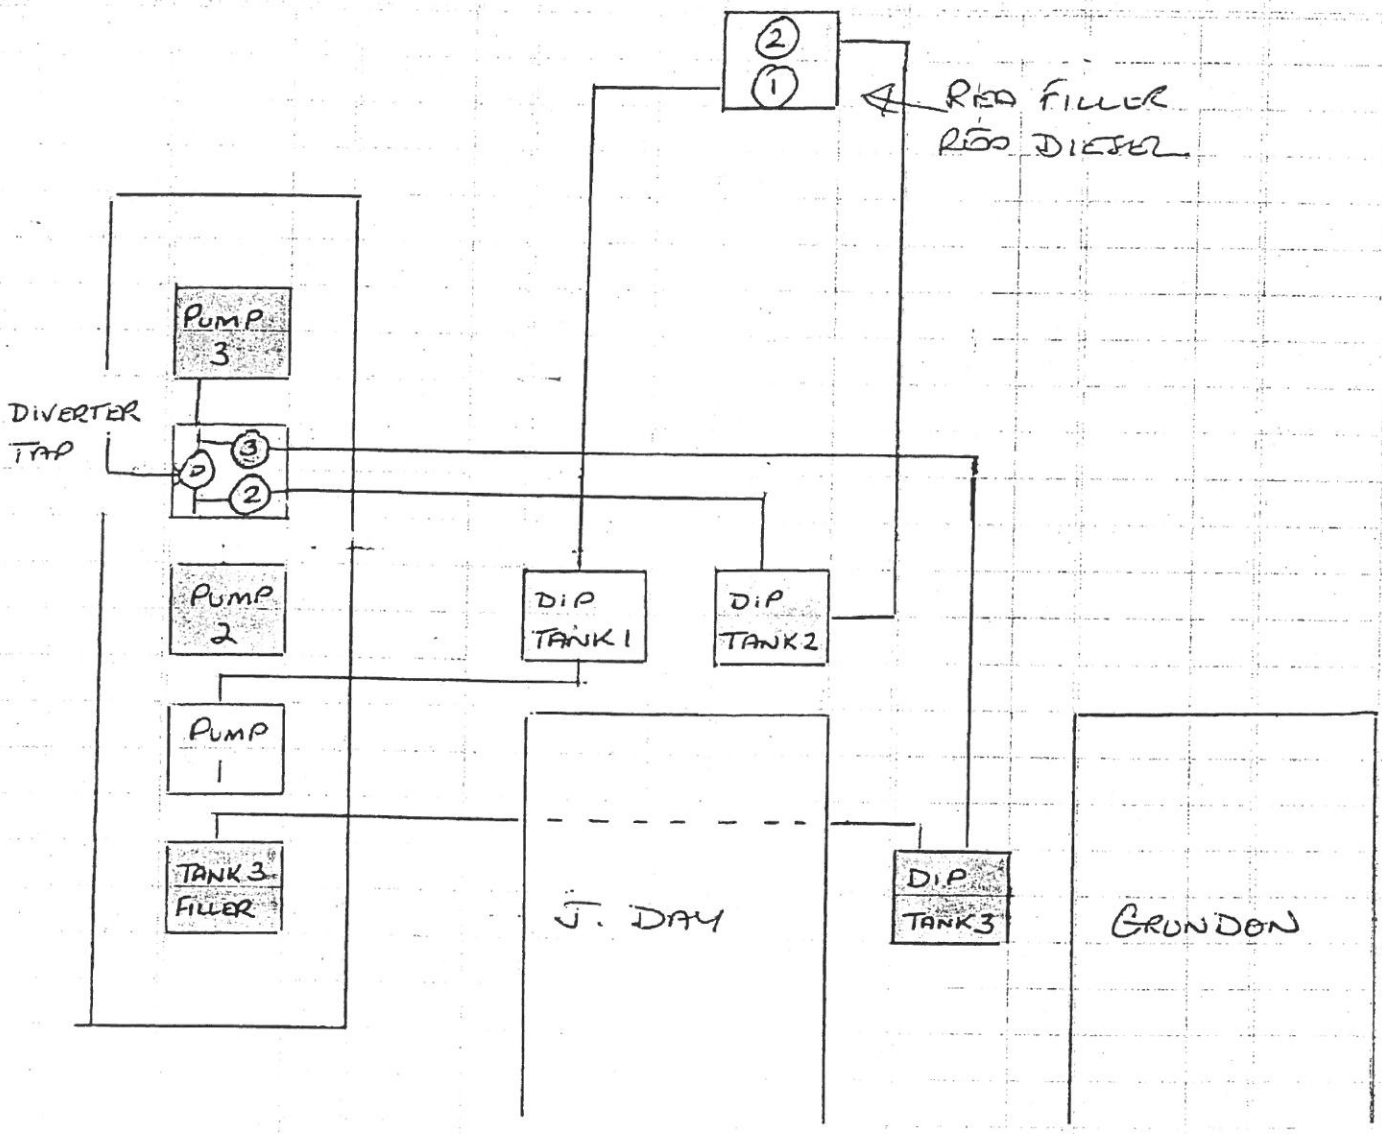 2
1
RED FILLER
RED DIESEL
PUMP
3
DIVERTER
TAP
3
D
2
PUMP
2
DIP
TANK 1
DIP
TANK 2
PUMP
1
TANK 3
FILLER
J. DAY
DIP
TANK 3
GRUNDON